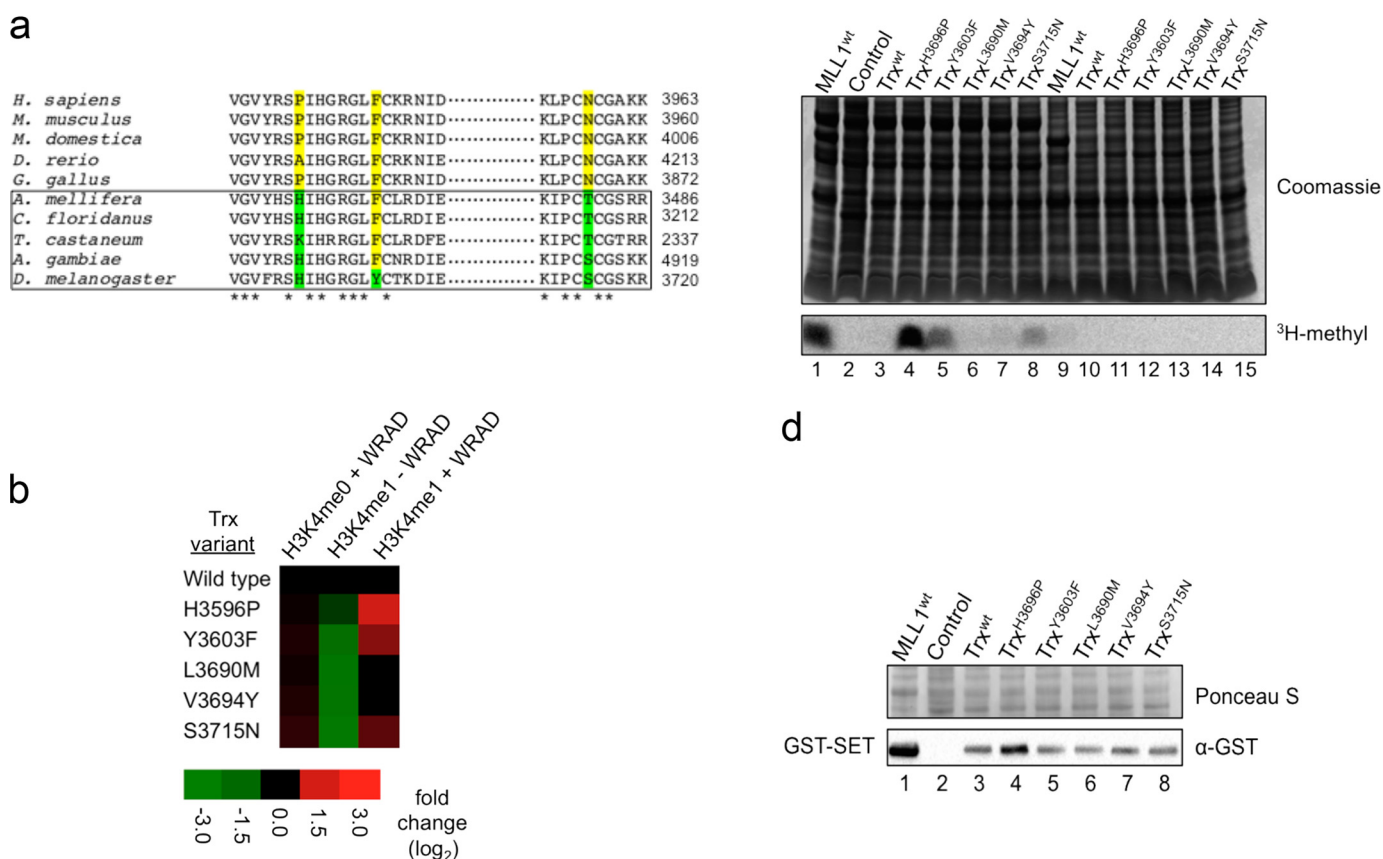 a
H. sapiens VGVYRSPIHGRGLFCKRNID·············· KLPCNCGAKK 3963
M. musculus VGVYRSPIHGRGLFCKRNID·············· KLPCNCGAKK 3960
M. domestica VGVYRSPIHGRGLFCKRNID·············· KLPCNCGAKK 4006
D. rerio VGVYRSAIHGRGLFCKRNIE·············· KLPCNCGAKK 4213
G. gallus VGVYRSPIHGRGLFCKRNID·············· KLPCNCGAKK 3872
A. mellifera VGVYHSHIHGRGLFCLRDIE·············· KIPCTCGSRR 3486
C. floridanus VGVYRSHIHGRGLFCLRDIE·············· KIPCTCGSRR 3212
T. castaneum VGVYRSKIHRRGLFCLRDFE·············· KIPCTCGTRR 2337
A. gambiae VGVYRSHIHGRGLFCNRDIE·············· KIPCSCGSRR 4919
D. melanogaster VGVFRSHIHGRGLYCTKDIE·············· KIPCSCGSKR 3720
*** * ** *** * * ** **
MLL1wt Control Trxwt TrxH3696P TrxY3603F TrxL3690M TrxV3694Y TrxS3715N MLL1wt Trxwt TrxH3696P TrxY3603F TrxL3690M TrxV3694Y TrxS3715N
Coomassie
3H-methyl
1 2 3 4 5 6 7 8 9 10 11 12 13 14 15
b
H3K4me0 + WRAD H3K4me1 - WRAD H3K4me1 + WRAD
Trx
variant
Wild type
H3596P
Y3603F
L3690M
V3694Y
S3715N
-3.0 -1.5 0.0 1.5 3.0
fold
change
(log2)
d
MLL1wt Control Trxwt TrxH3696P TrxY3603F TrxL3690M TrxV3694Y TrxS3715N
Ponceau S
GST-SET α-GST
1 2 3 4 5 6 7 8